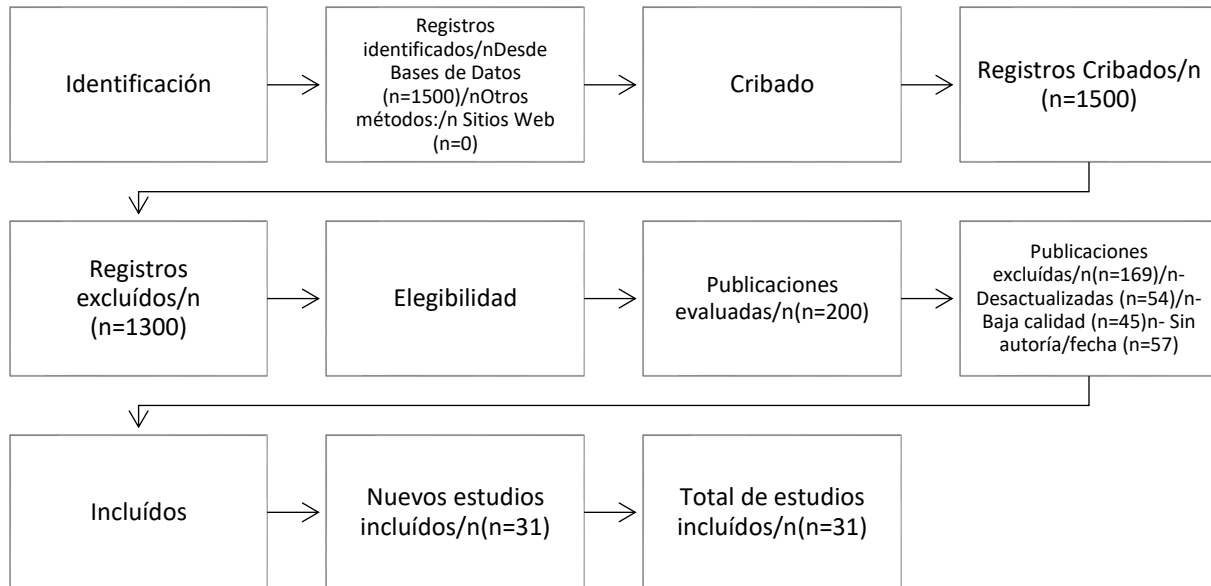 Identificación
Registros
identificados/nDesde
Bases de Datos
(n=1500)/nOtros
métodos:/n Sitios Web
(n=0)
Cribado
Registros Cribados/n
(n=1500)
Registros
excluídos/n
(n=1300)
Elegibilidad
Publicaciones
evaluadas/n(n=200)
Publicaciones
excluídas/n(n=169)/n-
Desactualizadas (n=54)/n-
Baja calidad (n=45)n- Sin
autoría/fecha (n=57)
Incluídos
Nuevos estudios
incluídos/n(n=31)
Total de estudios
incluídos/n(n=31)